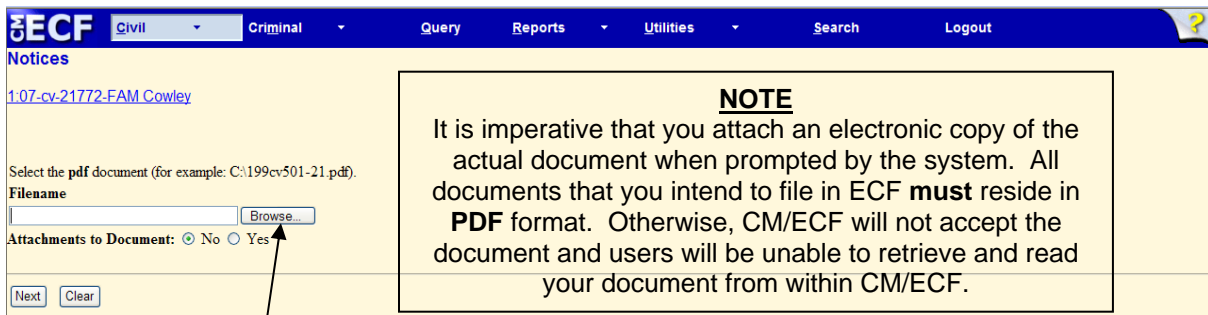 CM ECF Civil Criminal Query Reports Utilities Search Logout ?
Notices
1:07-cv-21772-FAM Cowley
Select the pdf document (for example: C:\199cv501-21.pdf).
Filename
Browse...
Attachments to Document: No Yes
Next Clear
NOTE
It is imperative that you attach an electronic copy of the
actual document when prompted by the system. All
documents that you intend to file in ECF must reside in
PDF format. Otherwise, CM/ECF will not accept the
document and users will be unable to retrieve and read
your document from within CM/ECF.